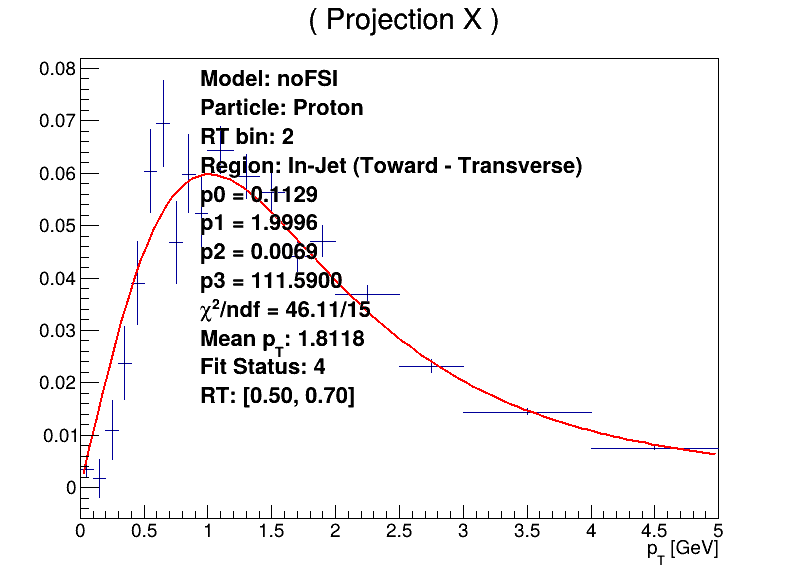 ( Projection X )
Model: noFSI
Particle: Proton
RT bin: 2
Region: In-Jet (Toward - Transverse)
p0 = 0.1129
p1 = 1.9996
p2 = 0.0069
p3 = 111.5900
χ²/ndf = 46.11/15
Mean p_T: 1.8118
Fit Status: 4
RT: [0.50, 0.70]
0.08
0.07
0.06
0.05
0.04
0.03
0.02
0.01
0
0 0.5 1 1.5 2 2.5 3 3.5 4 4.5 5
p_T [GeV]